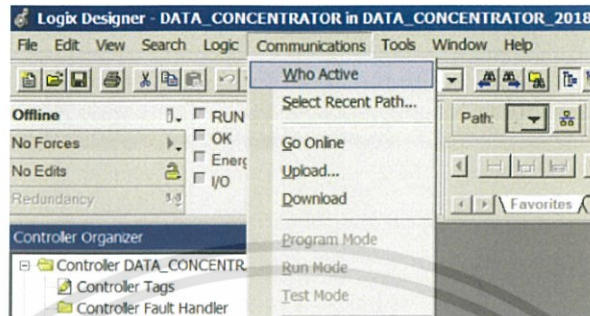 Logix Designer - DATA_CONCENTRATOR in DATA_CONCENTRATOR_2018
File Edit View Search Logic Communications Tools Window Help
Who Active
Select Recent Path...
Go Online
Upload...
Download
Program Mode
Run Mode
Test Mode
Offline
No Forces
No Edits
Redundancy
RUN
OK
Energ
I/O
Path:
Favorites
Controller Organizer
Controller DATA_CONCENTR
Controller Tags
Controller Fault Handler